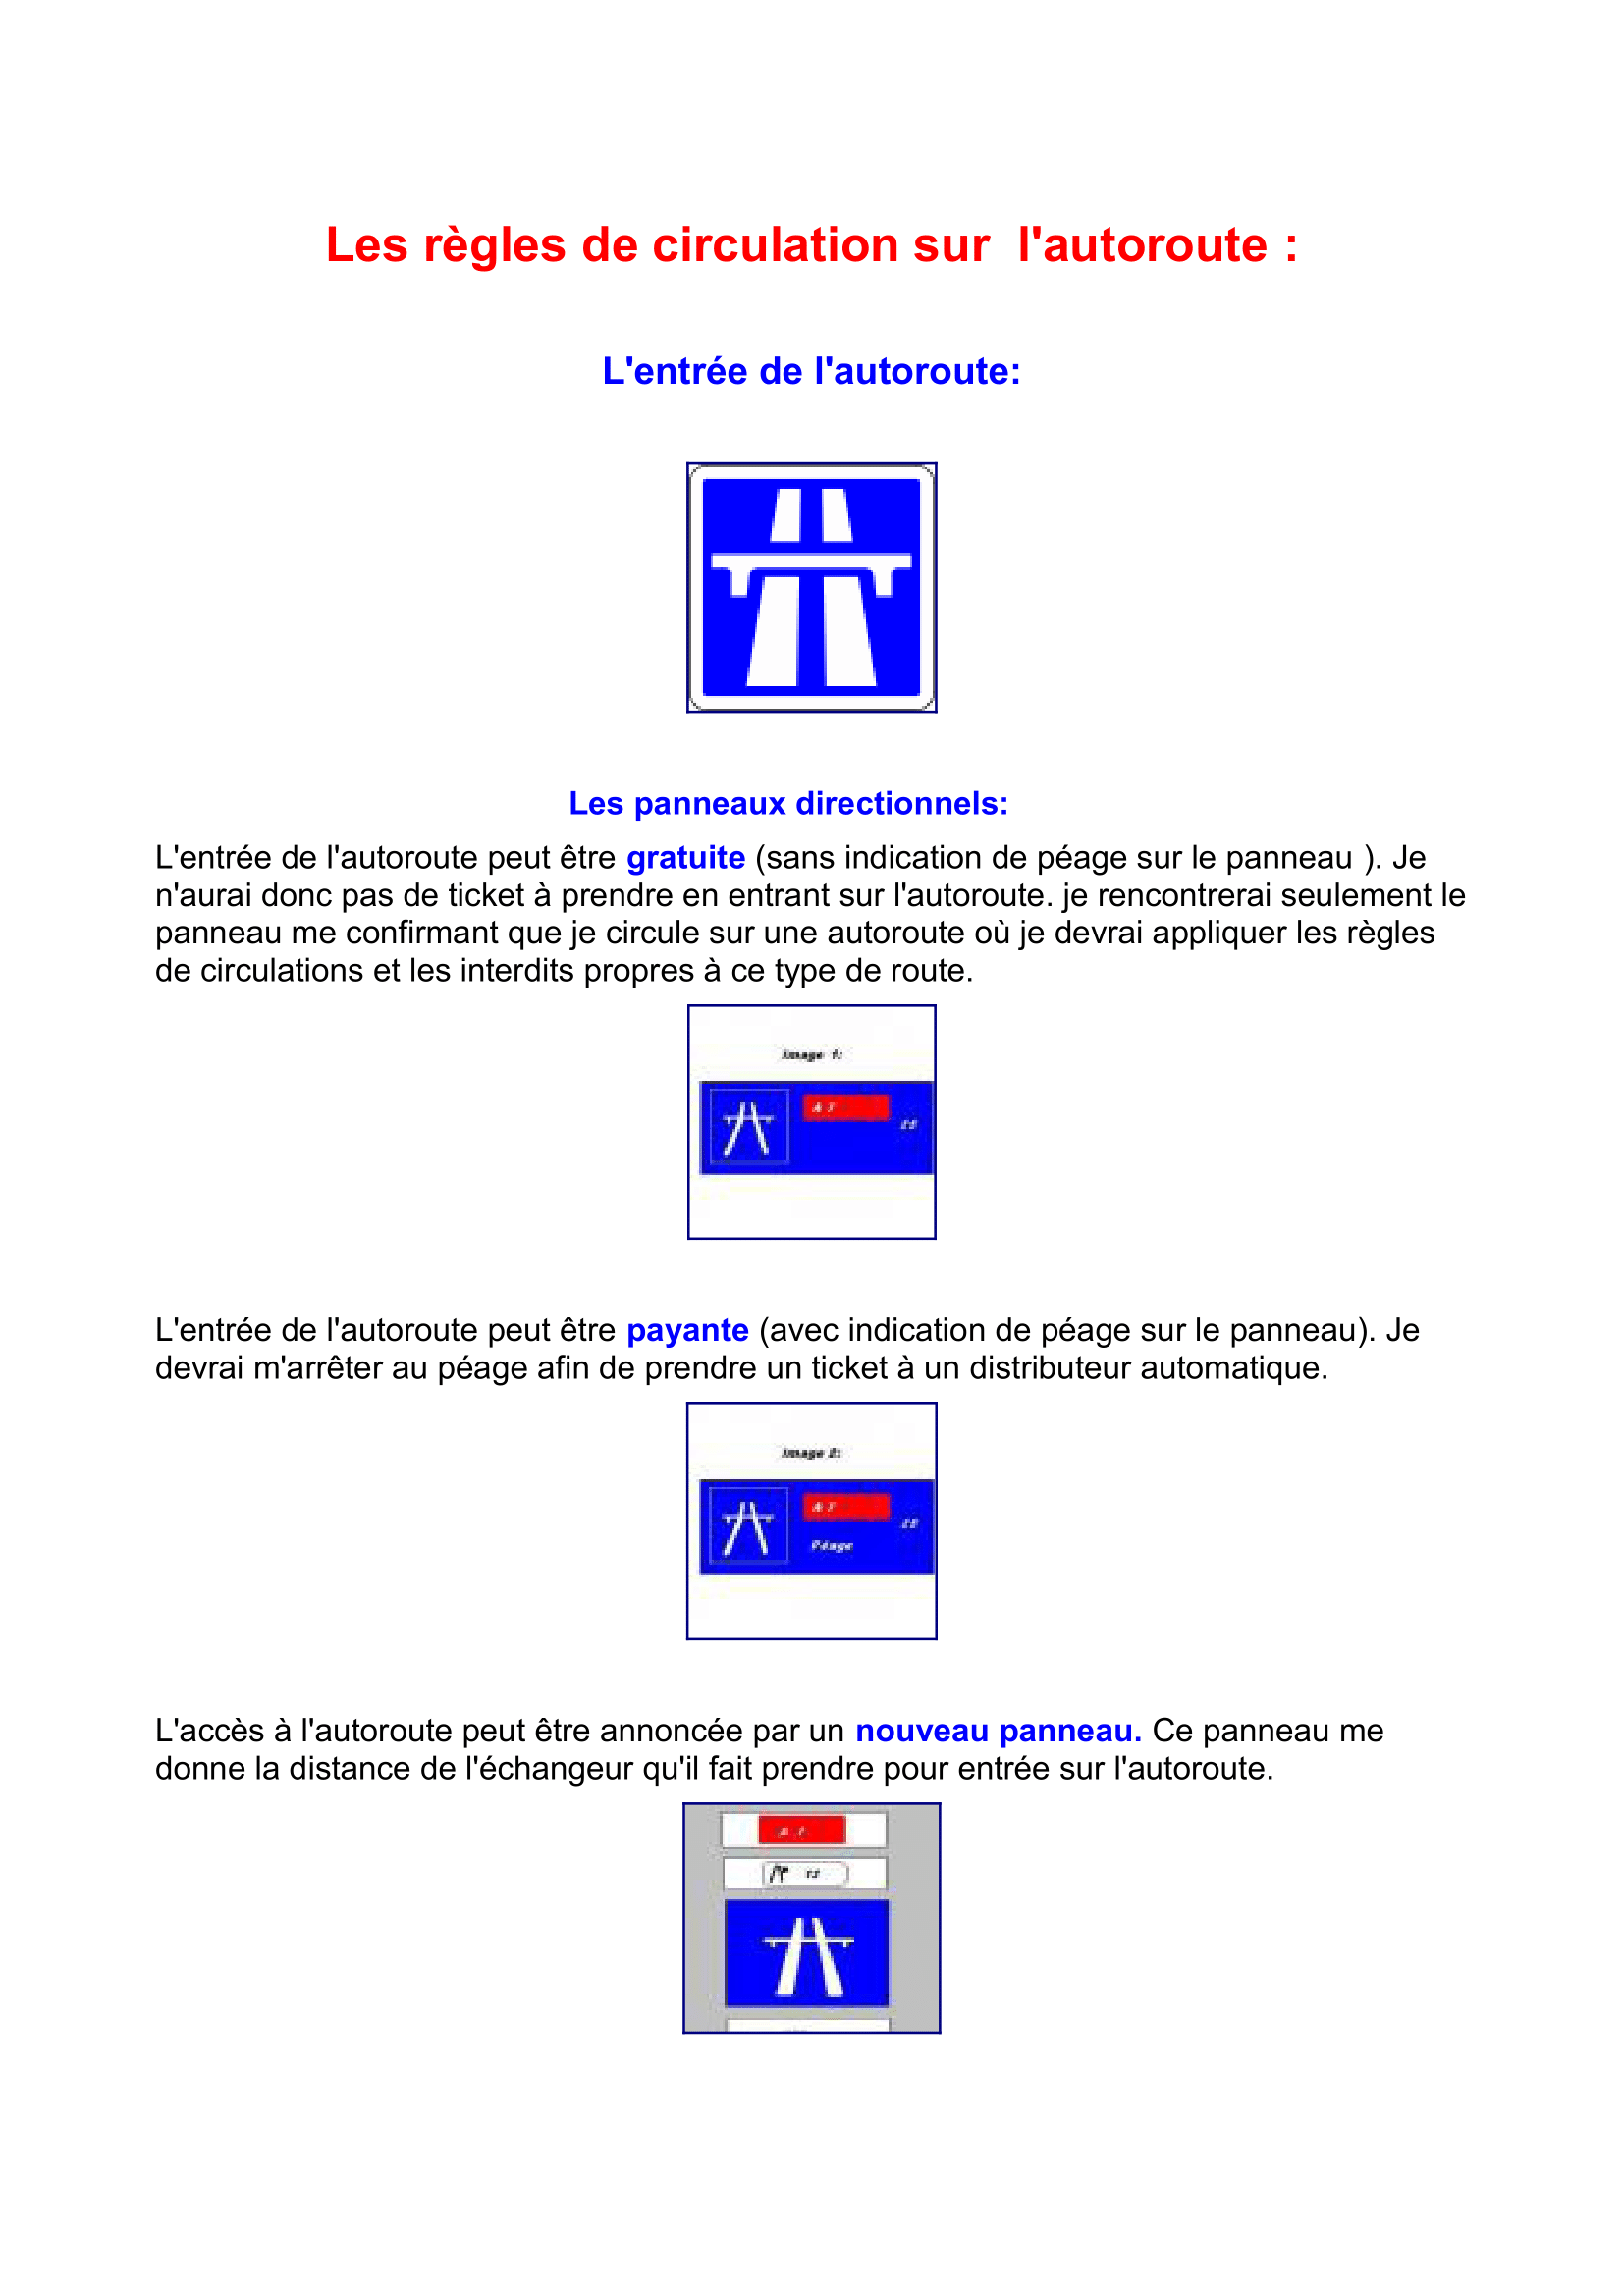 Les règles de circulation sur  l'autoroute :
L'entrée de l'autoroute:
Les panneaux directionnels:
L'entrée de l'autoroute peut être gratuite (sans indication de péage sur le panneau ). Je
n'aurai donc pas de ticket à prendre en entrant sur l'autoroute. je rencontrerai seulement le
panneau me confirmant que je circule sur une autoroute où je devrai appliquer les règles
de circulations et les interdits propres à ce type de route.
Image 1:
L'entrée de l'autoroute peut être payante (avec indication de péage sur le panneau). Je
devrai m'arrêter au péage afin de prendre un ticket à un distributeur automatique.
Image 2:
Péage
L'accès à l'autoroute peut être annoncée par un nouveau panneau. Ce panneau me
donne la distance de l'échangeur qu'il fait prendre pour entrée sur l'autoroute.